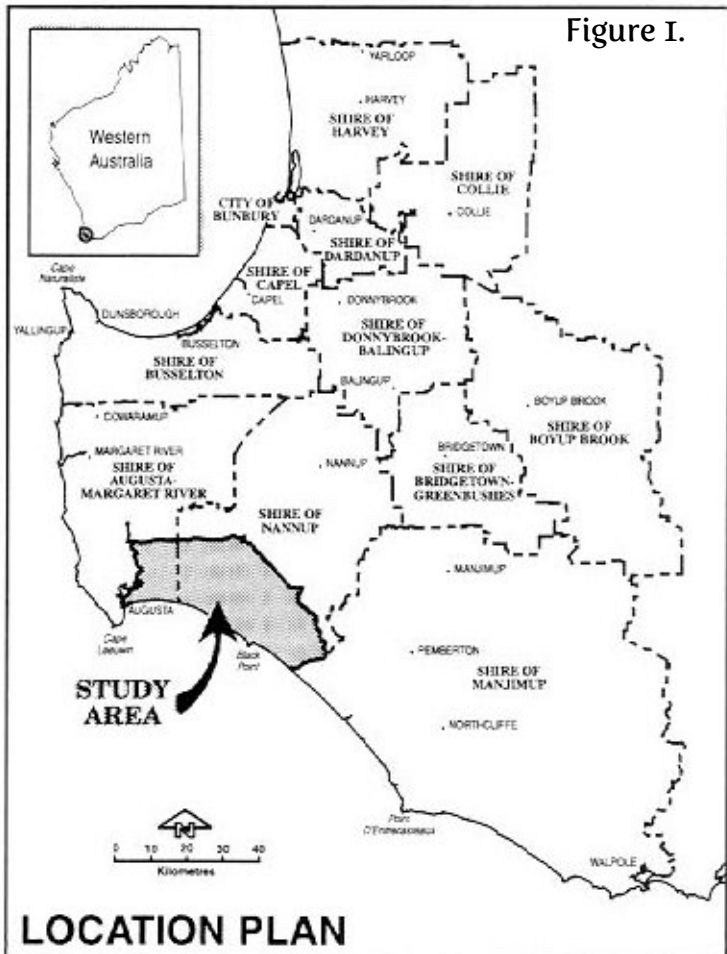 Figure I.
Western
Australia
YARLOOP
HARVEY
SHIRE OF
HARVEY
SHIRE OF
COLLIE
COLLIE
CITY OF
BUNBURY
DARDANUP
SHIRE OF
DARDANUP
Cape
Naturaliste
SHIRE OF
CAPEL
CAPEL
DUNSBOROUGH
YALLINGUP
BUSSELTON
SHIRE OF
BUSSELTON
DONNYBROOK
SHIRE OF
DONNYBROOK-
BALINGUP
BALINGUP
BOYUP BROOK
SHIRE OF
BOYUP BROOK
COWARAMUP
MARGARET RIVER
SHIRE OF
AUGUSTA-
MARGARET RIVER
NANNUP
SHIRE OF
NANNUP
BRIDGETOWN
SHIRE OF
BRIDGETOWN-
GREENBUSHES
MANJIMUP
AUGUSTA
Cape
Leeuwin
Black
Point
STUDY
AREA
PEMBERTON
SHIRE OF
MANJIMUP
NORTHCLIFFE
Point
D'Entrecasteaux
WALPOLE
N
0 10 20 30 40
Kilometres
LOCATION PLAN